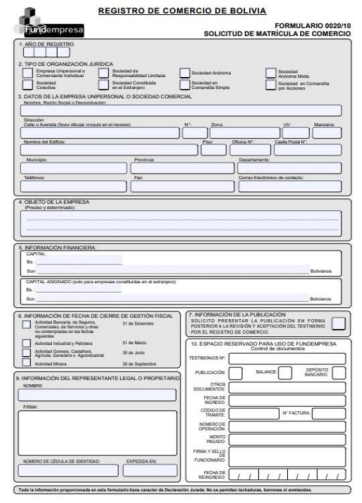 REGISTRO DE COMERCIO DE BOLIVIA
Fundempresa
FORMULARIO 0020/10
SOLICITUD DE MATRÍCULA DE COMERCIO
1. AÑO DE REGISTRO
2. TIPO DE ORGANIZACIÓN JURÍDICA
Empresa Unipersonal o Comerciante Individual
Sociedad de Responsabilidad Limitada
Sociedad Anónima
Sociedad Anónima Mixta
Sociedad Colectiva
Sociedad Constituida en el Extranjero
Sociedad en Comandita Simple
Sociedad en Comandita por Acciones
3. DATOS DE LA EMPRESA UNIPERSONAL O SOCIEDAD COMERCIAL
Nombre, Razón Social o Denominación:
Dirección:
Calle o Avenida (favor dibujar croquis en el reverso) N°: Zona: UV: Manzana:
Nombre del Edificio: Piso: Oficina N°: Casilla Postal N°:
Municipio: Provincia: Departamento:
Teléfonos: Fax: Correo Electrónico de contacto:
4. OBJETO DE LA EMPRESA
(Preciso y determinado):
5. INFORMACIÓN FINANCIERA:
CAPITAL:
Bs.
Son: Bolivianos
CAPITAL ASIGNADO (solo para empresas constituidas en el extranjero)
Bs.
Son: Bolivianos
6. INFORMACIÓN DE FECHA DE CIERRE DE GESTIÓN FISCAL
Actividad Bancaria, de Seguros, Comerciales, de Servicios y otras no contempladas en las fechas siguientes 31 de Diciembre
Actividad Industrial y Petrolera 31 de Marzo
Actividad Gomera, Castañera, Agrícola, Ganadera o Agroindustrial 30 de Junio
Actividad Minera 30 de Septiembre
7. INFORMACIÓN DE LA PUBLICACIÓN
SOLICITO PRESENTAR LA PUBLICACIÓN EN FORMA
POSTERIOR A LA REVISIÓN Y ACEPTACIÓN DEL TESTIMONIO
POR EL REGISTRO DE COMERCIO
INFORMACIÓN DEL REPRESENTANTE LEGAL O PROPIETARIO
NOMBRE:
FIRMA:
NÚMERO DE CÉDULA DE IDENTIDAD: EXPEDIDA EN:
10. ESPACIO RESERVADO PARA USO DE FUNDEMPRESA
Control de documentos
TESTIMONIOS N°:
PUBLICACIÓN: BALANCE: DEPÓSITO BANCARIO:
OTROS DOCUMENTOS:
FECHA DE INGRESO:
CÓDIGO DE TRÁMITE: N° FACTURA:
NÚMERO DE OPERACIÓN:
MONTO PAGADO:
FIRMA Y SELLO DE FUNCIONARIO:
FECHA DE REINGRESO: / / / / / / / /
Toda la información proporcionada en este formulario tiene carácter de Declaración Jurada. No se permiten tachaduras, borrones ni enmiendas.